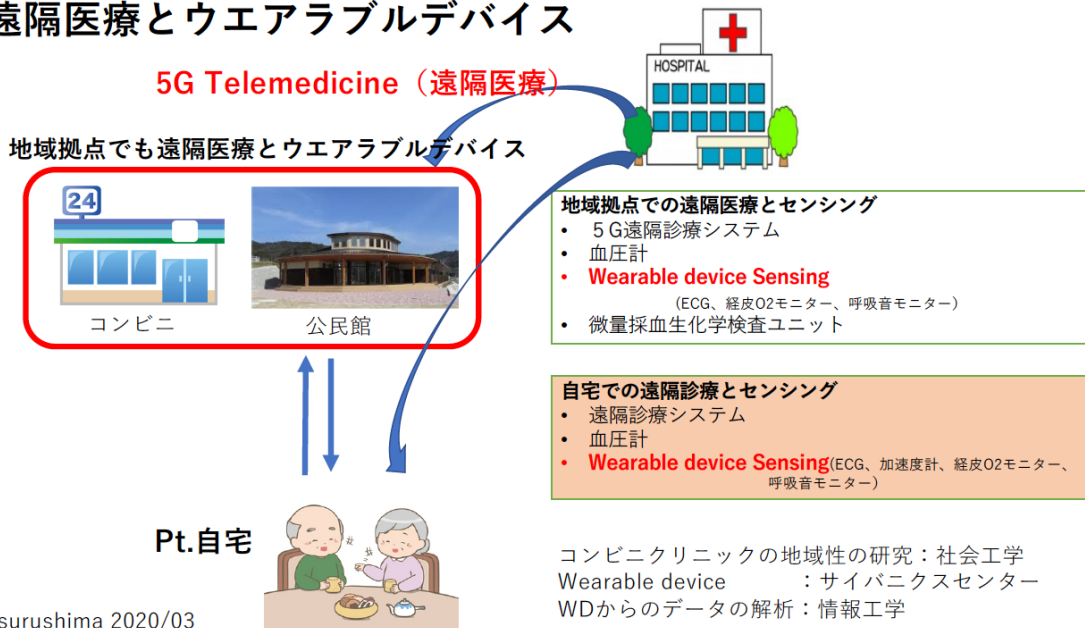 遠隔医療とウエアラブルデバイス
5G Telemedicine（遠隔医療）
HOSPITAL
地域拠点でも遠隔医療とウエアラブルデバイス
24
コンビニ
公民館
地域拠点での遠隔医療とセンシング
• ５G遠隔診療システム
• 血圧計
• Wearable device Sensing
（ECG、経皮O2モニター、呼吸音モニター）
• 微量採血生化学検査ユニット
自宅での遠隔診療とセンシング
• 遠隔診療システム
• 血圧計
• Wearable device Sensing(ECG、加速度計、経皮O2モニター、
呼吸音モニター）
Pt.自宅
コンビニクリニックの地域性の研究：社会工学
Wearable device ：サイバニクスセンター
WDからのデータの解析：情報工学
surushima 2020/03